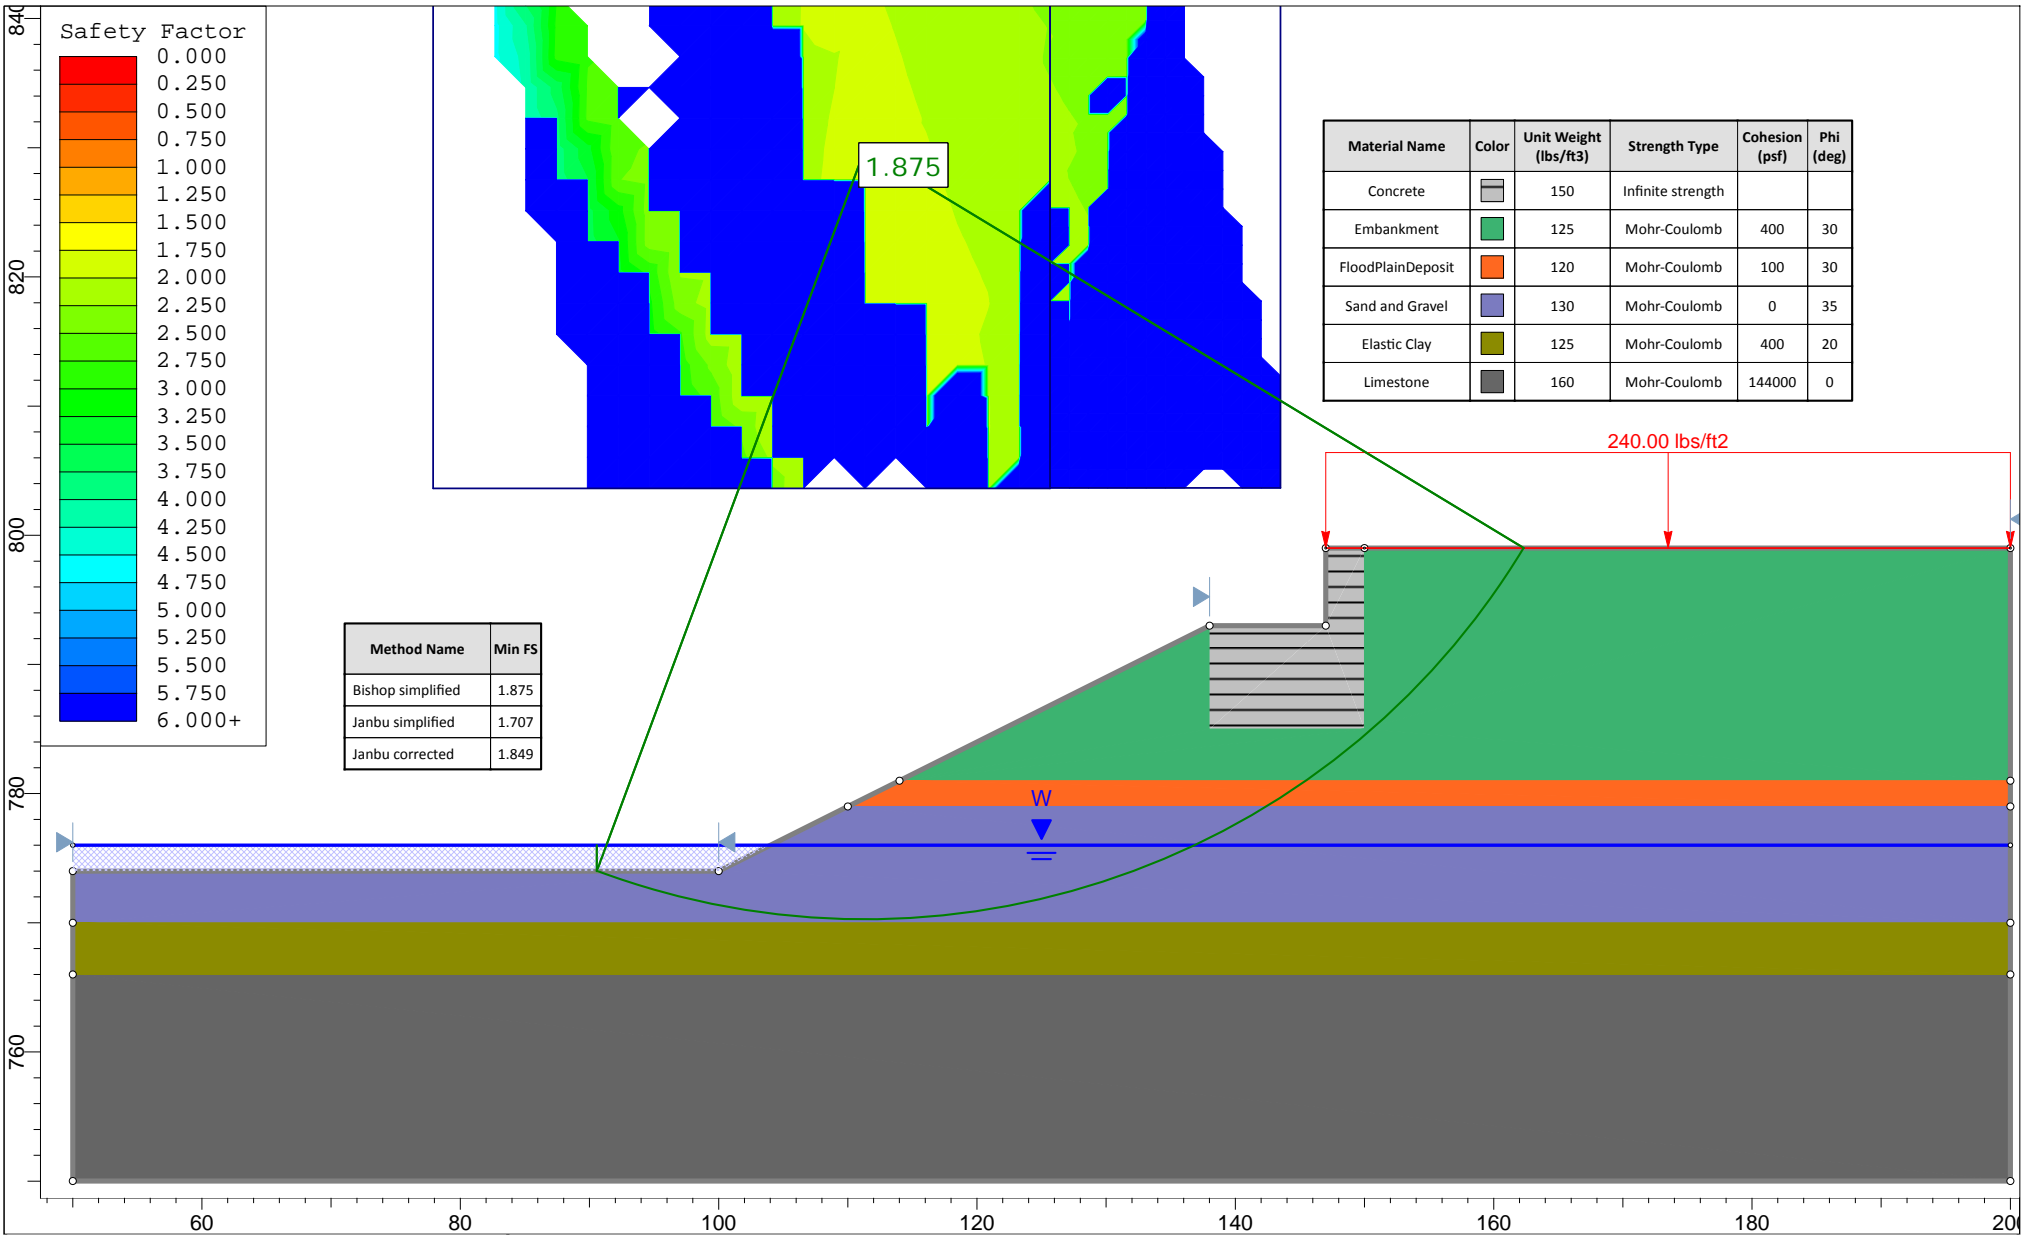 Safety Factor
0.000
0.250
0.500
0.750
1.000
1.250
1.500
1.750
2.000
2.250
2.500
2.750
3.000
3.250
3.500
3.750
4.000
4.250
4.500
4.750
5.000
5.250
5.500
5.750
6.000+
1.875
Material Name Color Unit Weight (lbs/ft3) Strength Type Cohesion (psf) Phi (deg)
Concrete 150 Infinite strength
Embankment 125 Mohr-Coulomb 400 30
FloodPlainDeposit 120 Mohr-Coulomb 100 30
Sand and Gravel 130 Mohr-Coulomb 0 35
Elastic Clay 125 Mohr-Coulomb 400 20
Limestone 160 Mohr-Coulomb 144000 0
240.00 lbs/ft2
Method Name Min FS
Bishop simplified 1.875
Janbu simplified 1.707
Janbu corrected 1.849
W
840
820
800
780
760
60 80 100 120 140 160 180 200